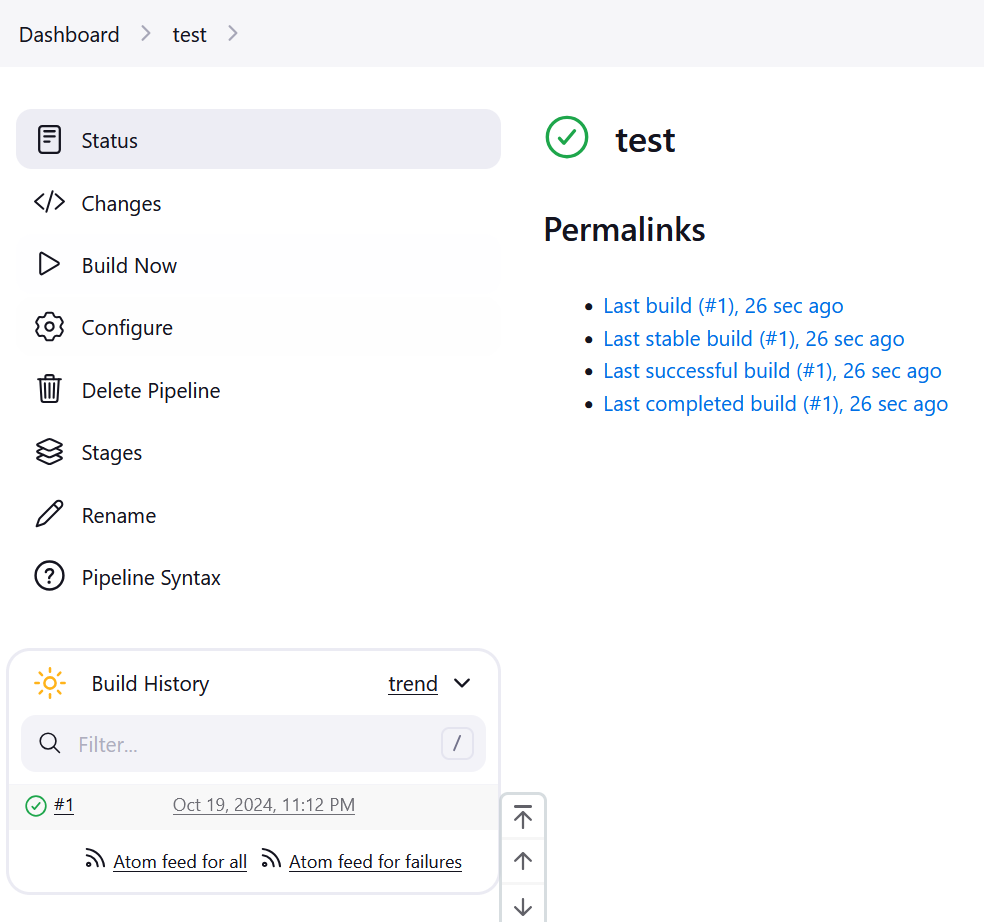 Dashboard > test >
Status
Changes
Build Now
Configure
Delete Pipeline
Stages
Rename
Pipeline Syntax
Build History trend
Filter... /
#1 Oct 19, 2024, 11:12 PM
Atom feed for all Atom feed for failures
test
Permalinks
• Last build (#1), 26 sec ago
• Last stable build (#1), 26 sec ago
• Last successful build (#1), 26 sec ago
• Last completed build (#1), 26 sec ago